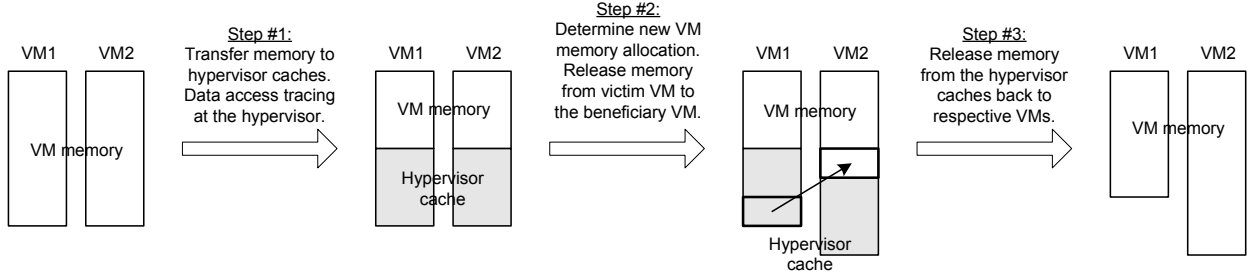 VM1 VM2
VM memory
Step #1:
Transfer memory to
hypervisor caches.
Data access tracing
at the hypervisor.
VM1 VM2
VM memory
Hypervisor
cache
Step #2:
Determine new VM
memory allocation.
Release memory
from victim VM to
the beneficiary VM.
VM1 VM2
VM memory
Hypervisor
cache
Step #3:
Release memory
from the hypervisor
caches back to
respective VMs.
VM1 VM2
VM memory